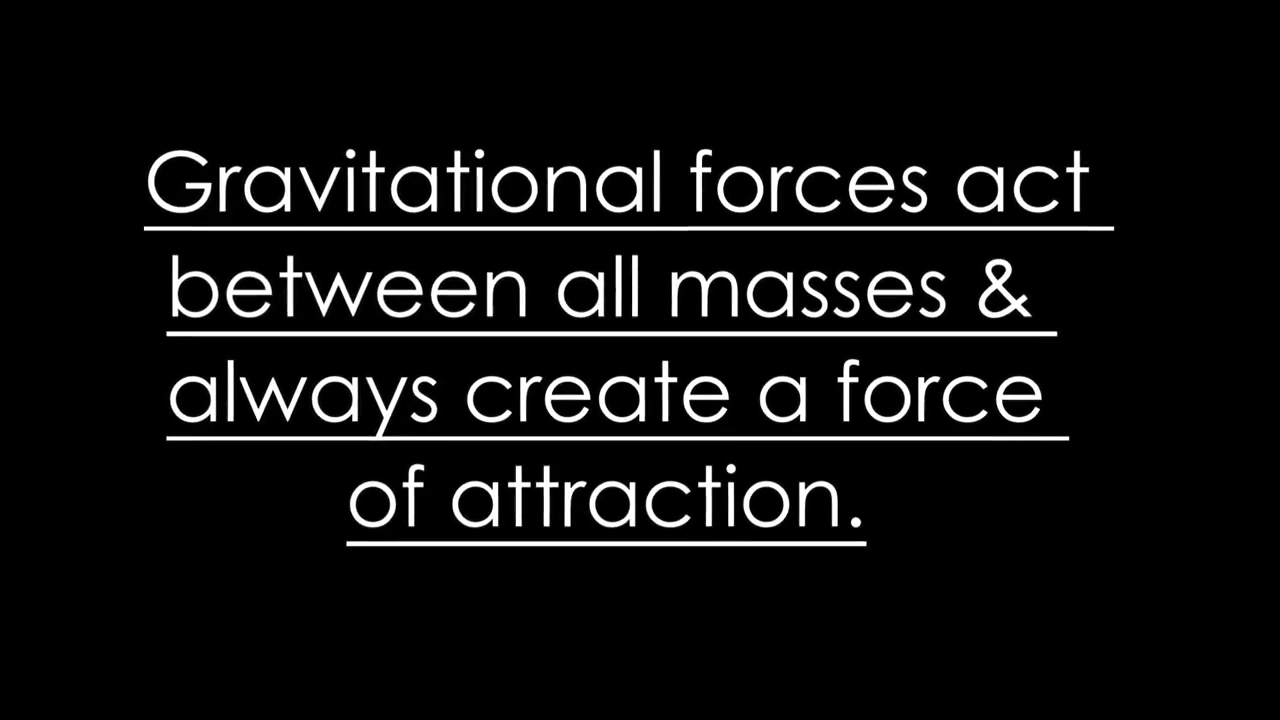 Gravitational forces act
between all masses &
always create a force
of attraction.